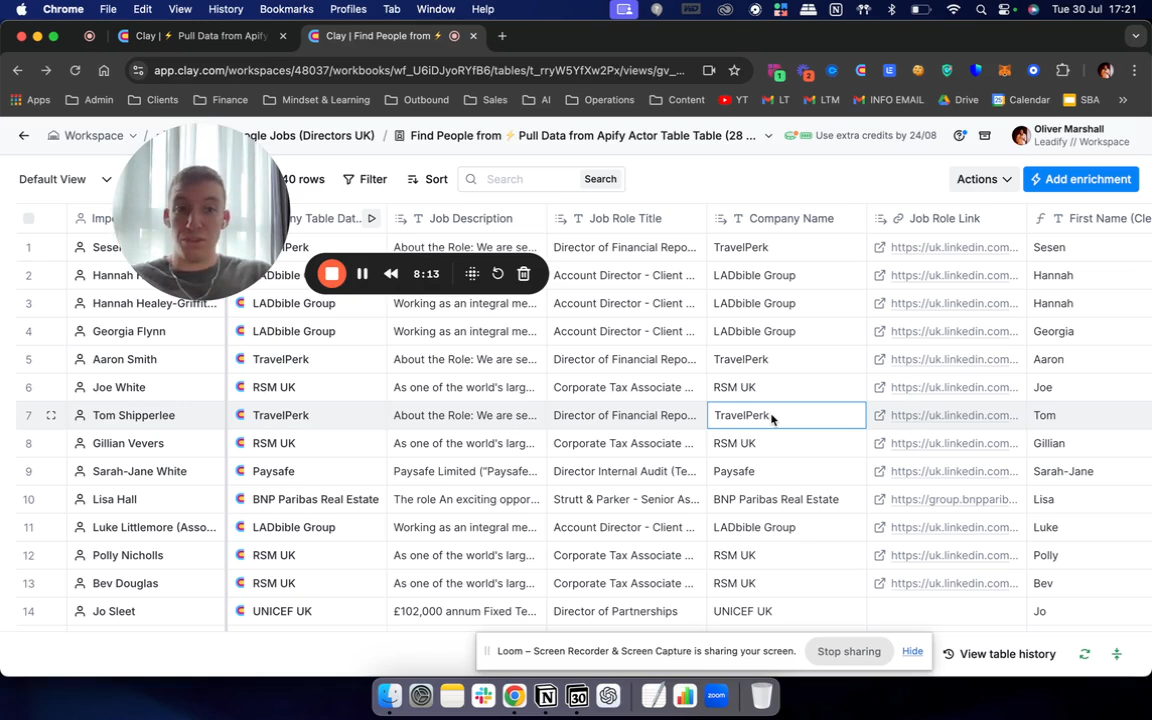 Chrome File Edit View History Bookmarks Profiles Tab Window Help Tue 30 Jul 17:21
Clay | ⚡ Pull Data from Apify Clay | Find People from ⚡
app.clay.com/workspaces/48037/workbooks/wf_U6iDJyoRYfB6/tables/t_rryW5YfXw2Px/views/gv_...
Apps Admin Clients Finance Mindset & Learning Outbound Sales AI Operations Content YT LT LTM INFO EMAIL Drive Calendar SBA »
Workspace ogle Jobs (Directors UK) / Find People from ⚡ Pull Data from Apify Actor Table Table (28 ... Use extra credits by 24/08 Oliver Marshall
Leadify // Workspace
Default View 40 rows Filter Sort Search Search Actions Add enrichment
Impo ny Table Dat... Job Description Job Role Title Company Name Job Role Link First Name (Cle
1 Sesen Perk About the Role: We are se... Director of Financial Repo... TravelPerk https://uk.linkedin.com... Sesen
2 Hannah LADbible Group Working as an integral me... Account Director - Client ... LADbible Group https://uk.linkedin.com... Hannah
3 Hannah Healey-Griffit... LADbible Group Working as an integral me... Account Director - Client ... LADbible Group https://uk.linkedin.com... Hannah
8:13
4 Georgia Flynn LADbible Group Working as an integral me... Account Director - Client ... LADbible Group https://uk.linkedin.com... Georgia
5 Aaron Smith TravelPerk About the Role: We are se... Director of Financial Repo... TravelPerk https://uk.linkedin.com... Aaron
6 Joe White RSM UK As one of the world's larg... Corporate Tax Associate ... RSM UK https://uk.linkedin.com... Joe
7 Tom Shipperlee TravelPerk About the Role: We are se... Director of Financial Repo... TravelPerk https://uk.linkedin.com... Tom
8 Gillian Vevers RSM UK As one of the world's larg... Corporate Tax Associate ... RSM UK https://uk.linkedin.com... Gillian
9 Sarah-Jane White Paysafe Paysafe Limited ("Paysafe... Director Internal Audit (Te... Paysafe https://uk.linkedin.com... Sarah-Jane
10 Lisa Hall BNP Paribas Real Estate The role An exciting oppor... Strutt & Parker - Senior As... BNP Paribas Real Estate https://group.bnpparib... Lisa
11 Luke Littlemore (Asso... LADbible Group Working as an integral me... Account Director - Client ... LADbible Group https://uk.linkedin.com... Luke
12 Polly Nicholls RSM UK As one of the world's larg... Corporate Tax Associate ... RSM UK https://uk.linkedin.com... Polly
13 Bev Douglas RSM UK As one of the world's larg... Corporate Tax Associate ... RSM UK https://uk.linkedin.com... Bev
14 Jo Sleet UNICEF UK £102,000 annum Fixed Te... Director of Partnerships UNICEF UK Jo
Loom – Screen Recorder & Screen Capture is sharing your screen. Stop sharing Hide View table history
30
zoom